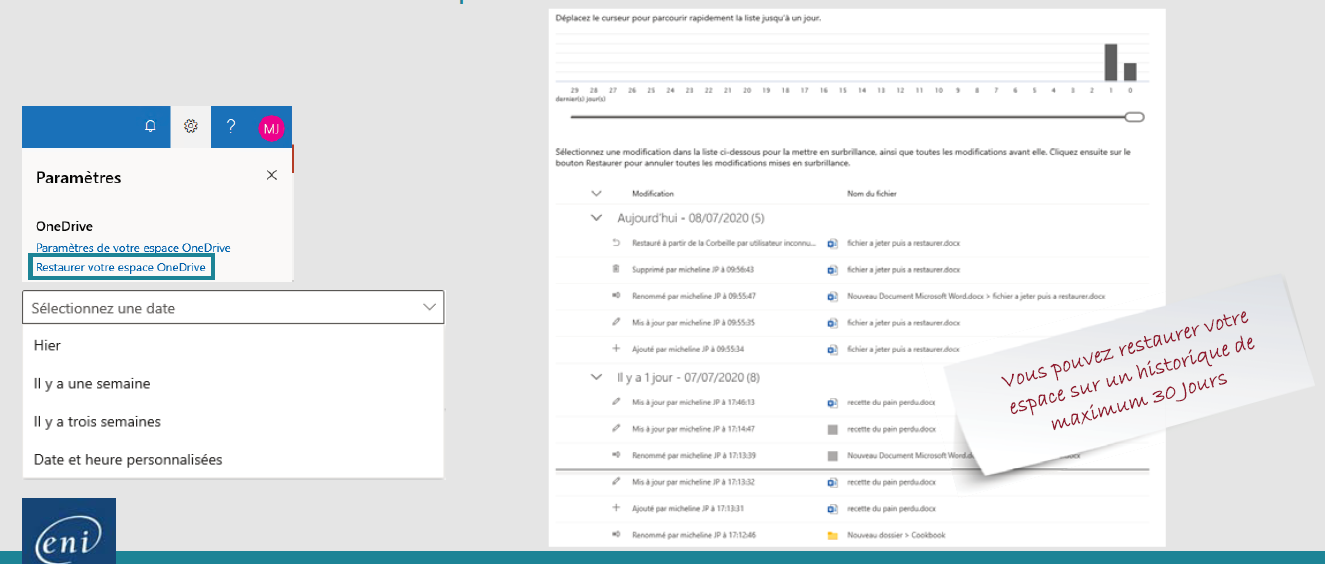 MJ
Paramètres
OneDrive
Paramètres de votre espace OneDrive
Restaurer votre espace OneDrive
Sélectionnez une date
Hier
Il y a une semaine
Il y a trois semaines
Date et heure personnalisées
eni
Déplacez le curseur pour parcourir rapidement la liste jusqu'à un jour.
29 28 27 26 25 24 23 22 21 20 19 18 17 16 15 14 13 12 11 10 9 8 7 6 5 4 3 2 1 0
dernier(s) jour(s)
Sélectionnez une modification dans la liste ci-dessous pour la mettre en surbrillance, ainsi que toutes les modifications avant elle. Cliquez ensuite sur le
bouton Restaurer pour annuler toutes les modifications mises en surbrillance.
Modification Nom du fichier
Aujourd'hui - 08/07/2020 (5)
Restauré à partir de la Corbeille par utilisateur inconnu... fichier a jeter puis a restaurer.docx
Supprimé par micheline JP à 09:56:43 fichier a jeter puis a restaurer.docx
Renommé par micheline JP à 09:55:47 Nouveau Document Microsoft Word.docx > fichier a jeter puis a restaurer.docx
Mis à jour par micheline JP à 09:55:35 fichier a jeter puis a restaurer.docx
Ajouté par micheline JP à 09:55:34 fichier a jeter puis a restaurer.docx
Il y a 1 jour - 07/07/2020 (8)
Mis à jour par micheline JP à 17:46:13 recette du pain perdu.docx
Mis à jour par micheline JP à 17:14:47 recette du pain perdu.docx
Renommé par micheline JP à 17:13:39 Nouveau Document Microsoft Word.do
Mis à jour par micheline JP à 17:13:32 recette du pain perdu.docx
Ajouté par micheline JP à 17:13:31 recette du pain perdu.docx
Renommé par micheline JP à 17:12:46 Nouveau dossier > Cookbook
Vous pouvez restaurer votre
espace sur un historique de
maximum 30 Jours